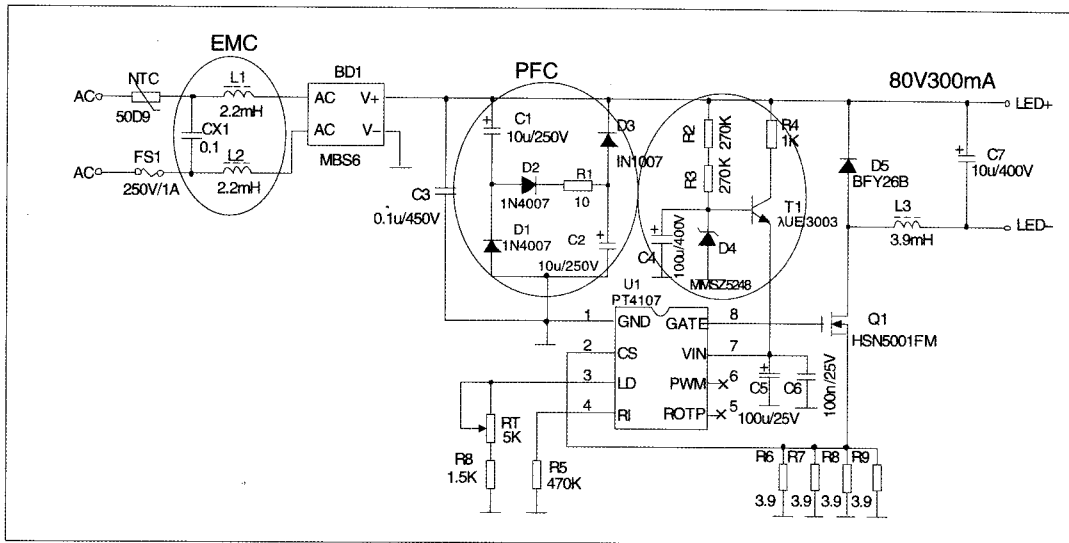 EMC
PFC
80V300mA
NTC
50D9
AC
L1
2.2mH
CX1
0.1
FS1
250V/1A
AC
L2
2.2mH
BD1
AC V+
AC V-
MBS6
C3
0.1u/450V
C1
10u/250V
D2
1N4007
R1
10
D3
IN1007
D1
1N4007
C2
10u/250V
R2
270K
R3
270K
R4
1K
C4
100u/400V
D4
MMSZ5248
T1
λUE 3003
D5
BFY26B
L3
3.9mH
C7
10u/400V
LED+
LED-
U1
PT4107
1 GND GATE 8
2 CS VIN 7
3 LD PWM 6
4 RI ROTP 5
Q1
HSN5001FM
C5
100u/25V
C6
100n/25V
RT
5K
R8
1.5K
R5
470K
R6 R7 R8 R9
3.9 3.9 3.9 3.9